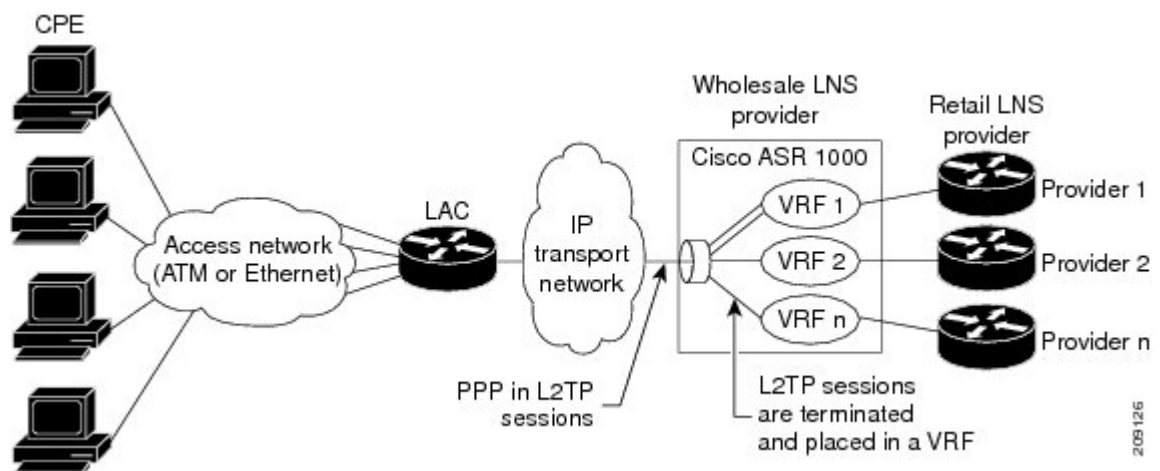 CPE
Access network
(ATM or Ethernet)
LAC
IP
transport
network
PPP in L2TP
sessions
Wholesale LNS
provider
Cisco ASR 1000
VRF 1
VRF 2
VRF n
L2TP sessions
are terminated
and placed in a VRF
Retail LNS
provider
Provider 1
Provider 2
Provider n
209126